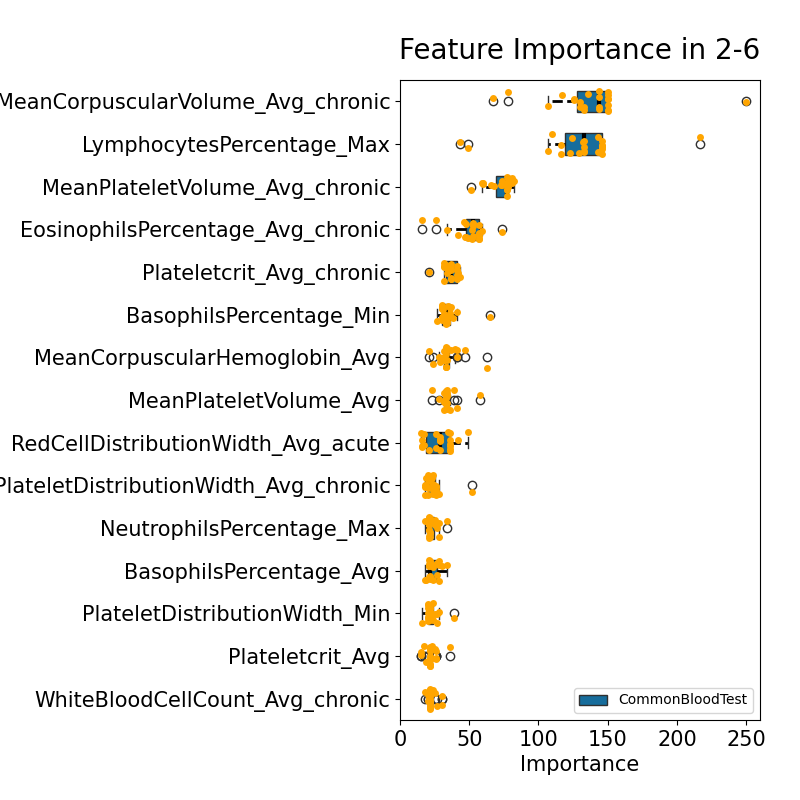 Feature Importance in 2-6
MeanCorpuscularVolume_Avg_chronic
LymphocytesPercentage_Max
MeanPlateletVolume_Avg_chronic
EosinophilsPercentage_Avg_chronic
Plateletcrit_Avg_chronic
BasophilsPercentage_Min
MeanCorpuscularHemoglobin_Avg
MeanPlateletVolume_Avg
RedCellDistributionWidth_Avg_acute
PlateletDistributionWidth_Avg_chronic
NeutrophilsPercentage_Max
BasophilsPercentage_Avg
PlateletDistributionWidth_Min
Plateletcrit_Avg
WhiteBloodCellCount_Avg_chronic
CommonBloodTest
0 50 100 150 200 250
Importance